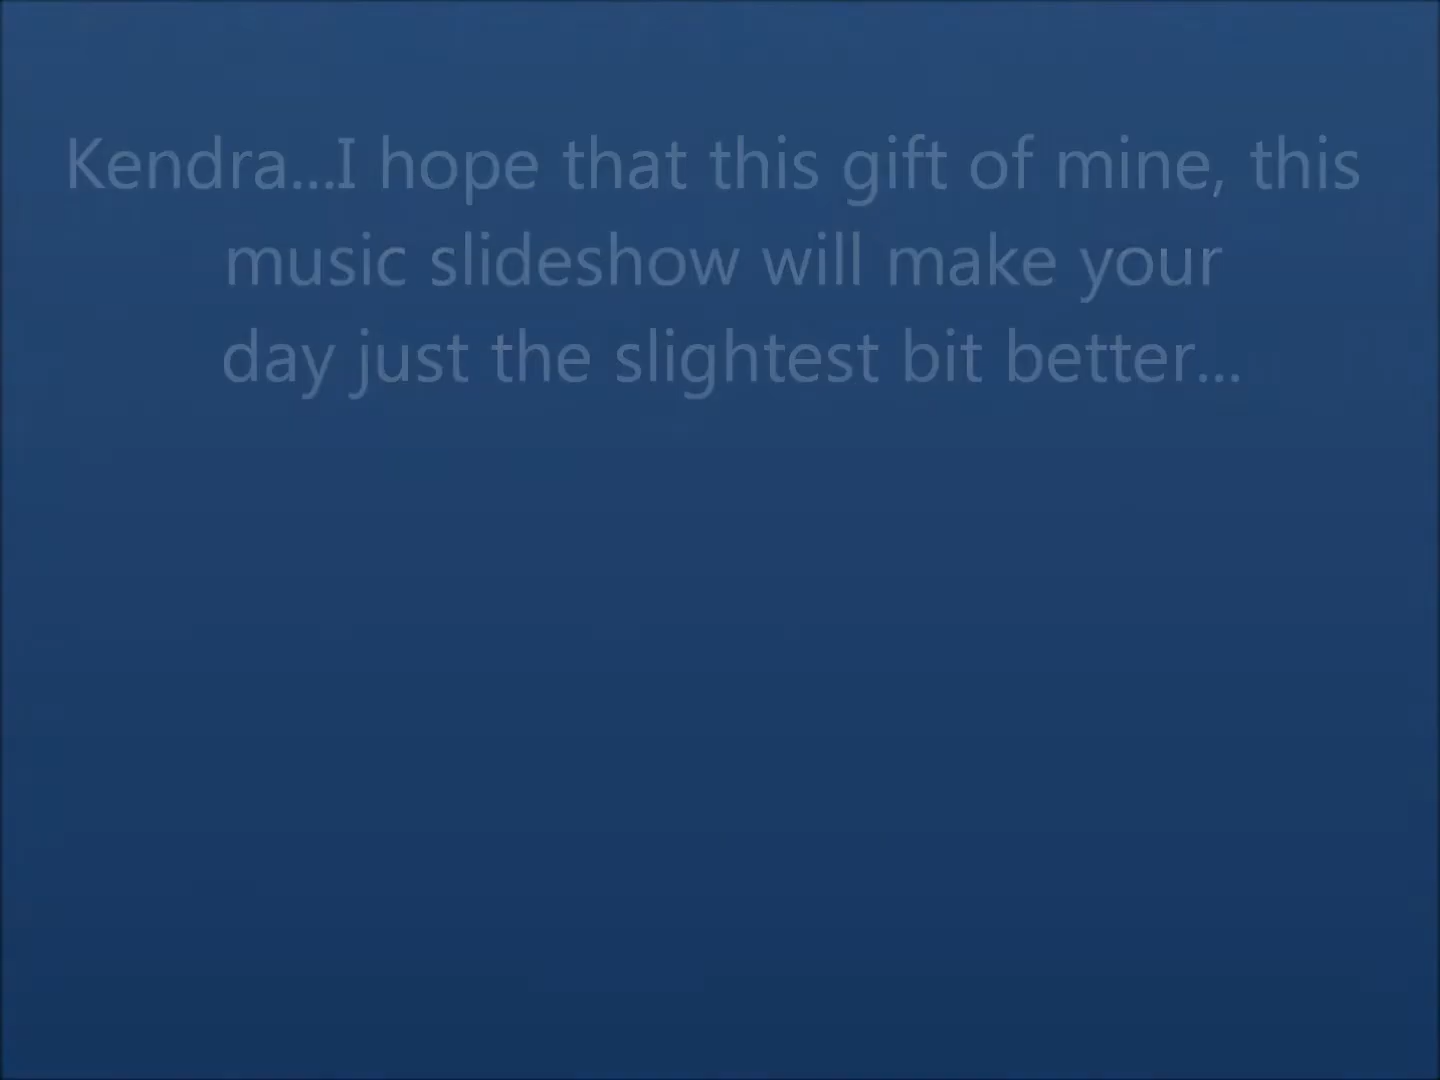 Kendra...I hope that this gift of mine, this
music slideshow will make your
day just the slightest bit better...